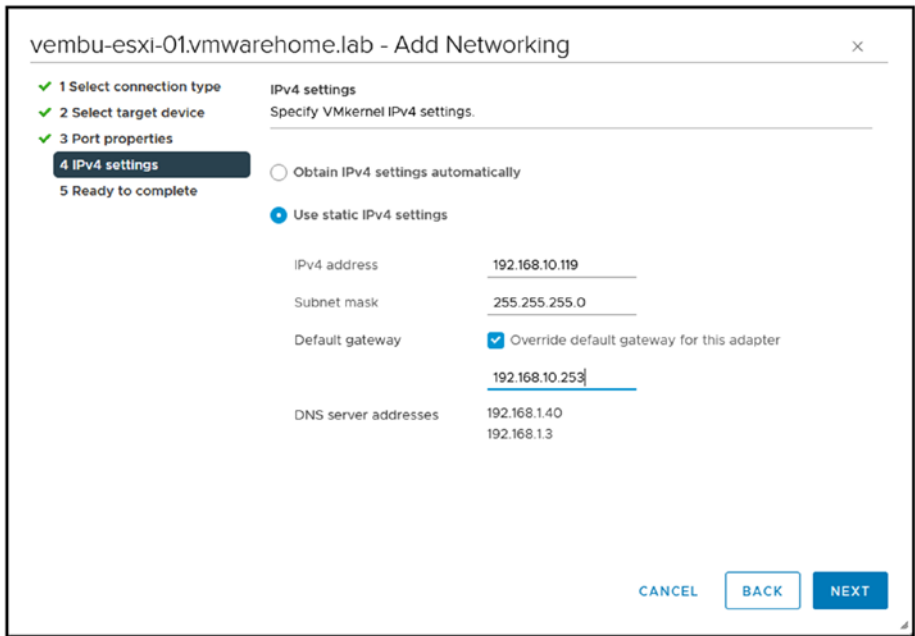 vembu-esxi-01.vmwarehome.lab - Add Networking
1 Select connection type
2 Select target device
3 Port properties
4 IPv4 settings
5 Ready to complete
IPv4 settings
Specify VMkernel IPv4 settings.
Obtain IPv4 settings automatically
Use static IPv4 settings
IPv4 address 192.168.10.119
Subnet mask 255.255.255.0
Default gateway Override default gateway for this adapter
192.168.10.253
DNS server addresses 192.168.1.40
192.168.1.3
CANCEL BACK NEXT